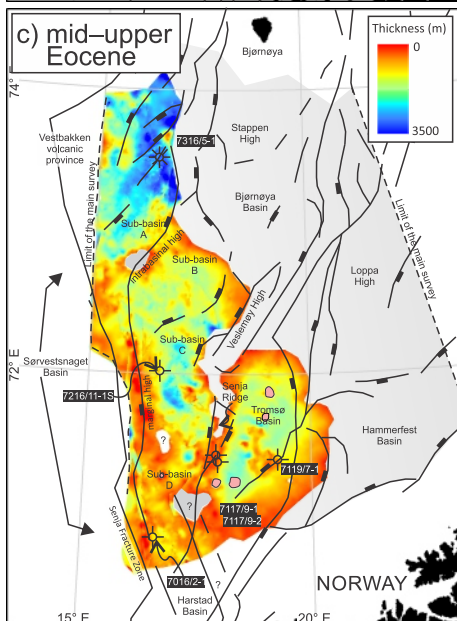 c) mid–upper
Eocene
Bjørnøya
Thickness (m)
0
3500
74°
7316/5-1
Vestbakken
volcanic
province
Stappen
High
Bjørnøya
Basin
Limit of the main survey
Limit of the main survey
Sub-basin
A
Intrabasinal high
Sub-basin
B
Loppa
High
Veslemøy High
Sub-basin
C
Sørvestsnaget
Basin
72° E
7216/11-1S
marginal high
Senja
Ridge
Tromsø
Basin
Hammerfest
Basin
?
7119/7-1
Sub-basin
D
?
7117/9-1
7117/9-2
Senja Fracture Zone
7016/2-1
?
Harstad
Basin
NORWAY
15° E
20° E